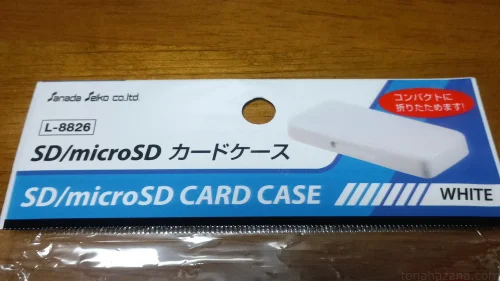 Sanada Seiko co.ltd.
L-8826
SD/microSD カードケース
コンパクトに
折りたためます!
SD/microSD CARD CASE
WHITE
toriahazana.com